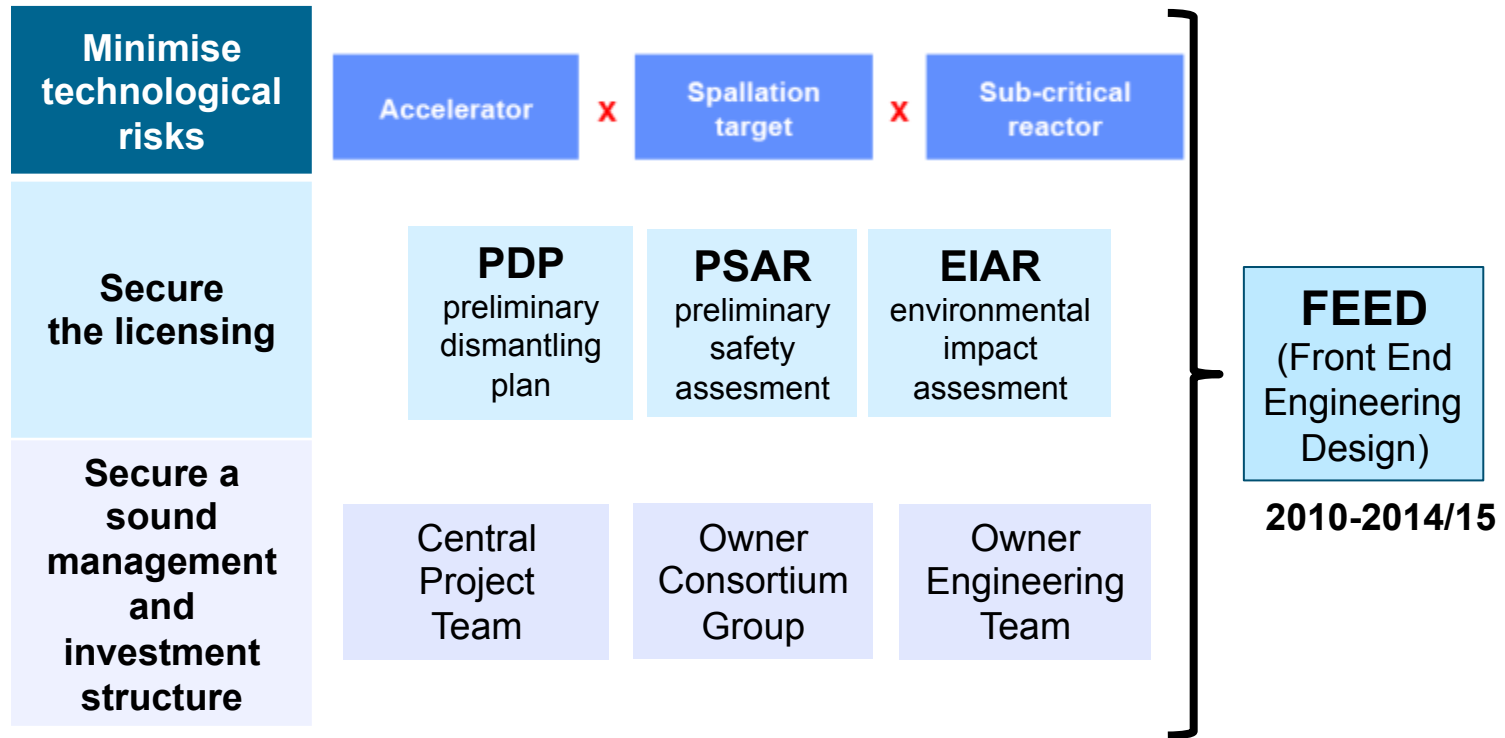 Minimise
technological
risks
Accelerator
x
Spallation
target
x
Sub-critical
reactor
Secure
the licensing
PDP
preliminary
dismantling
plan
PSAR
preliminary
safety
assesment
EIAR
environmental
impact
assesment
Secure a
sound
management
and
investment
structure
Central
Project
Team
Owner
Consortium
Group
Owner
Engineering
Team
FEED
(Front End
Engineering
Design)
2010-2014/15